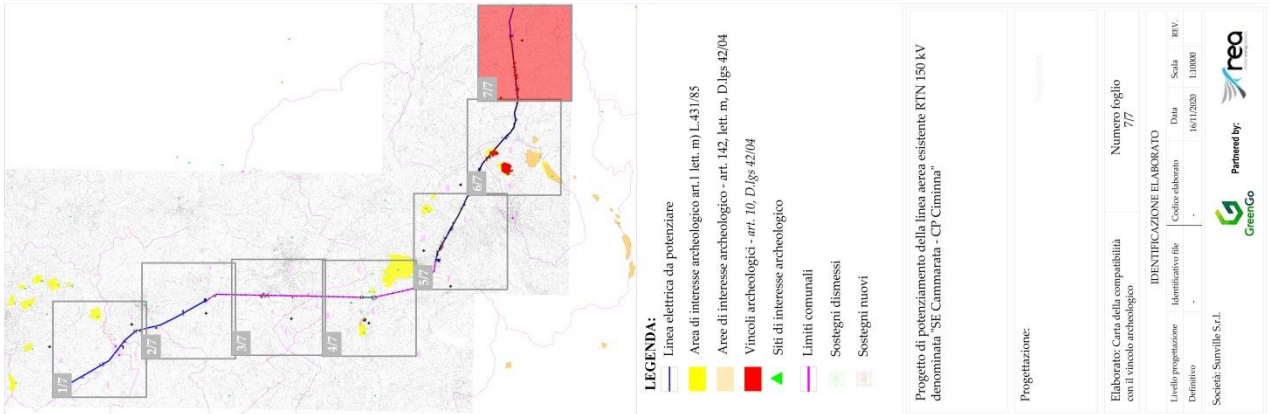 1/7
2/7
3/7
4/7
5/7
6/7
7/7
LEGENDA:
Linea elettrica da potenziare
Area di interesse archeologico art.1 lett. m) L.431/85
Aree di interesse archeologico - art. 142, lett. m, D.lgs 42/04
Vincoli archeologici - art. 10, D.lgs 42/04
Siti di interesse archeologico
Limiti comunali
Sostegni dismessi
Sostegni nuovi
Progetto di potenziamento della linea aerea esistente RTN 150 kV
denominata "SE Cammarata - CP Ciminna"
Progettazione:
Elaborato: Carta della compatibilità
con il vincolo archeologico
Numero foglio
7/7
IDENTIFICAZIONE ELABORATO
Livello progettazione Identificativo file Codice elaborato Data Scala REV.
Definitivo - - 16/11/2020 1:10000
Società: Sunville S.r.l.
GreenGo
Partnered by:
rea